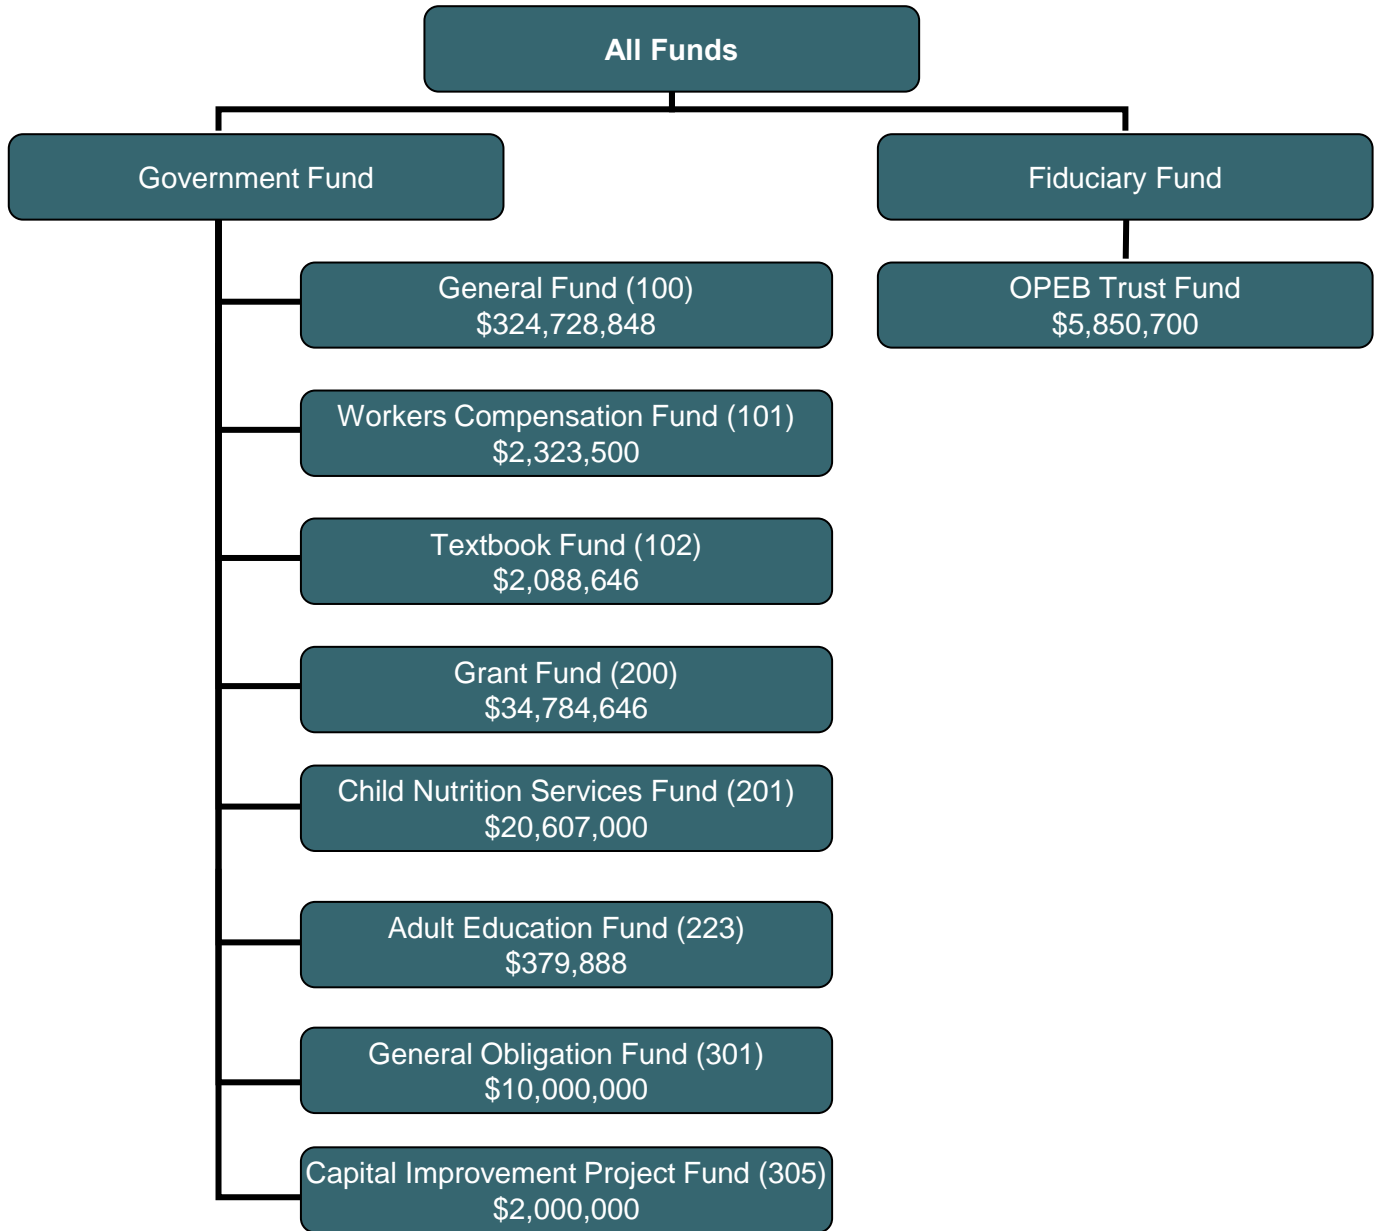 All Funds
Government Fund
Fiduciary Fund
General Fund (100)
$324,728,848
OPEB Trust Fund
$5,850,700
Workers Compensation Fund (101)
$2,323,500
Textbook Fund (102)
$2,088,646
Grant Fund (200)
$34,784,646
Child Nutrition Services Fund (201)
$20,607,000
Adult Education Fund (223)
$379,888
General Obligation Fund (301)
$10,000,000
Capital Improvement Project Fund (305)
$2,000,000